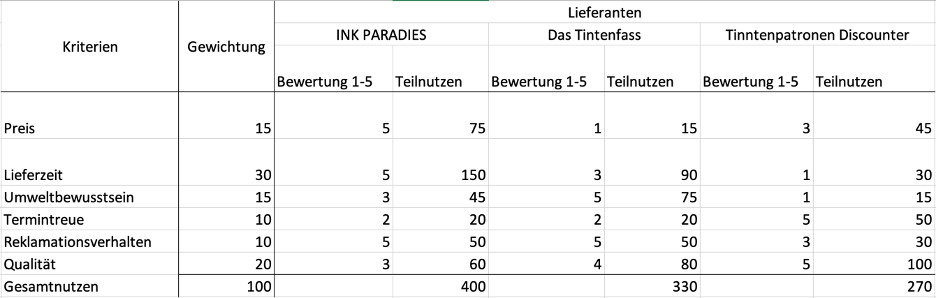 Lieferanten
Kriterien Gewichtung INK PARADIES Das Tintenfass Tinntenpatronen Discounter
Bewertung 1-5 Teilnutzen Bewertung 1-5 Teilnutzen Bewertung 1-5 Teilnutzen
Preis 15 5 75 1 15 3 45
Lieferzeit 30 5 150 3 90 1 30
Umweltbewusstsein 15 3 45 5 75 1 15
Termintreue 10 2 20 2 20 5 50
Reklamationsverhalten 10 5 50 5 50 3 30
Qualität 20 3 60 4 80 5 100
Gesamtnutzen 100 400 330 270